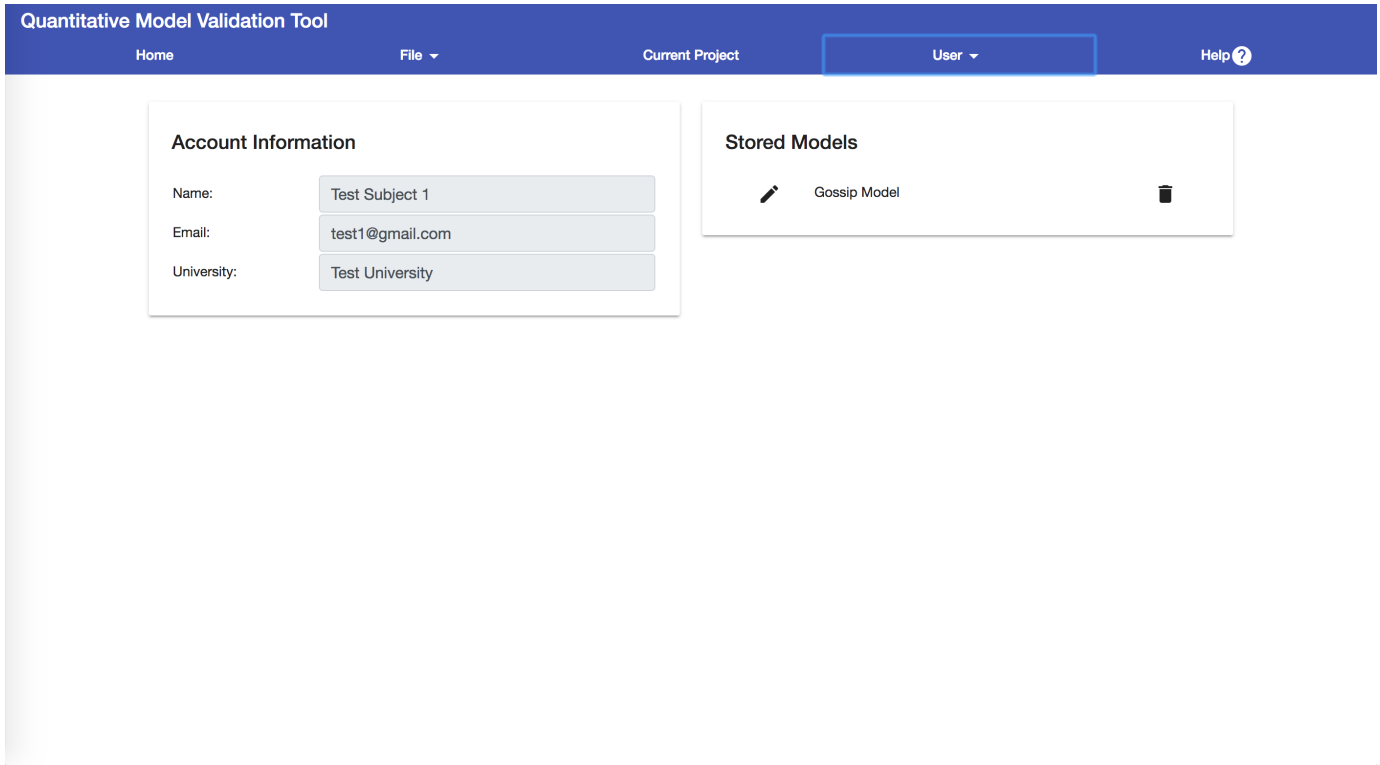 Quantitative Model Validation Tool
Home File Current Project User Help ?
Account Information
Name: Test Subject 1
Email: test1@gmail.com
University: Test University
Stored Models
Gossip Model